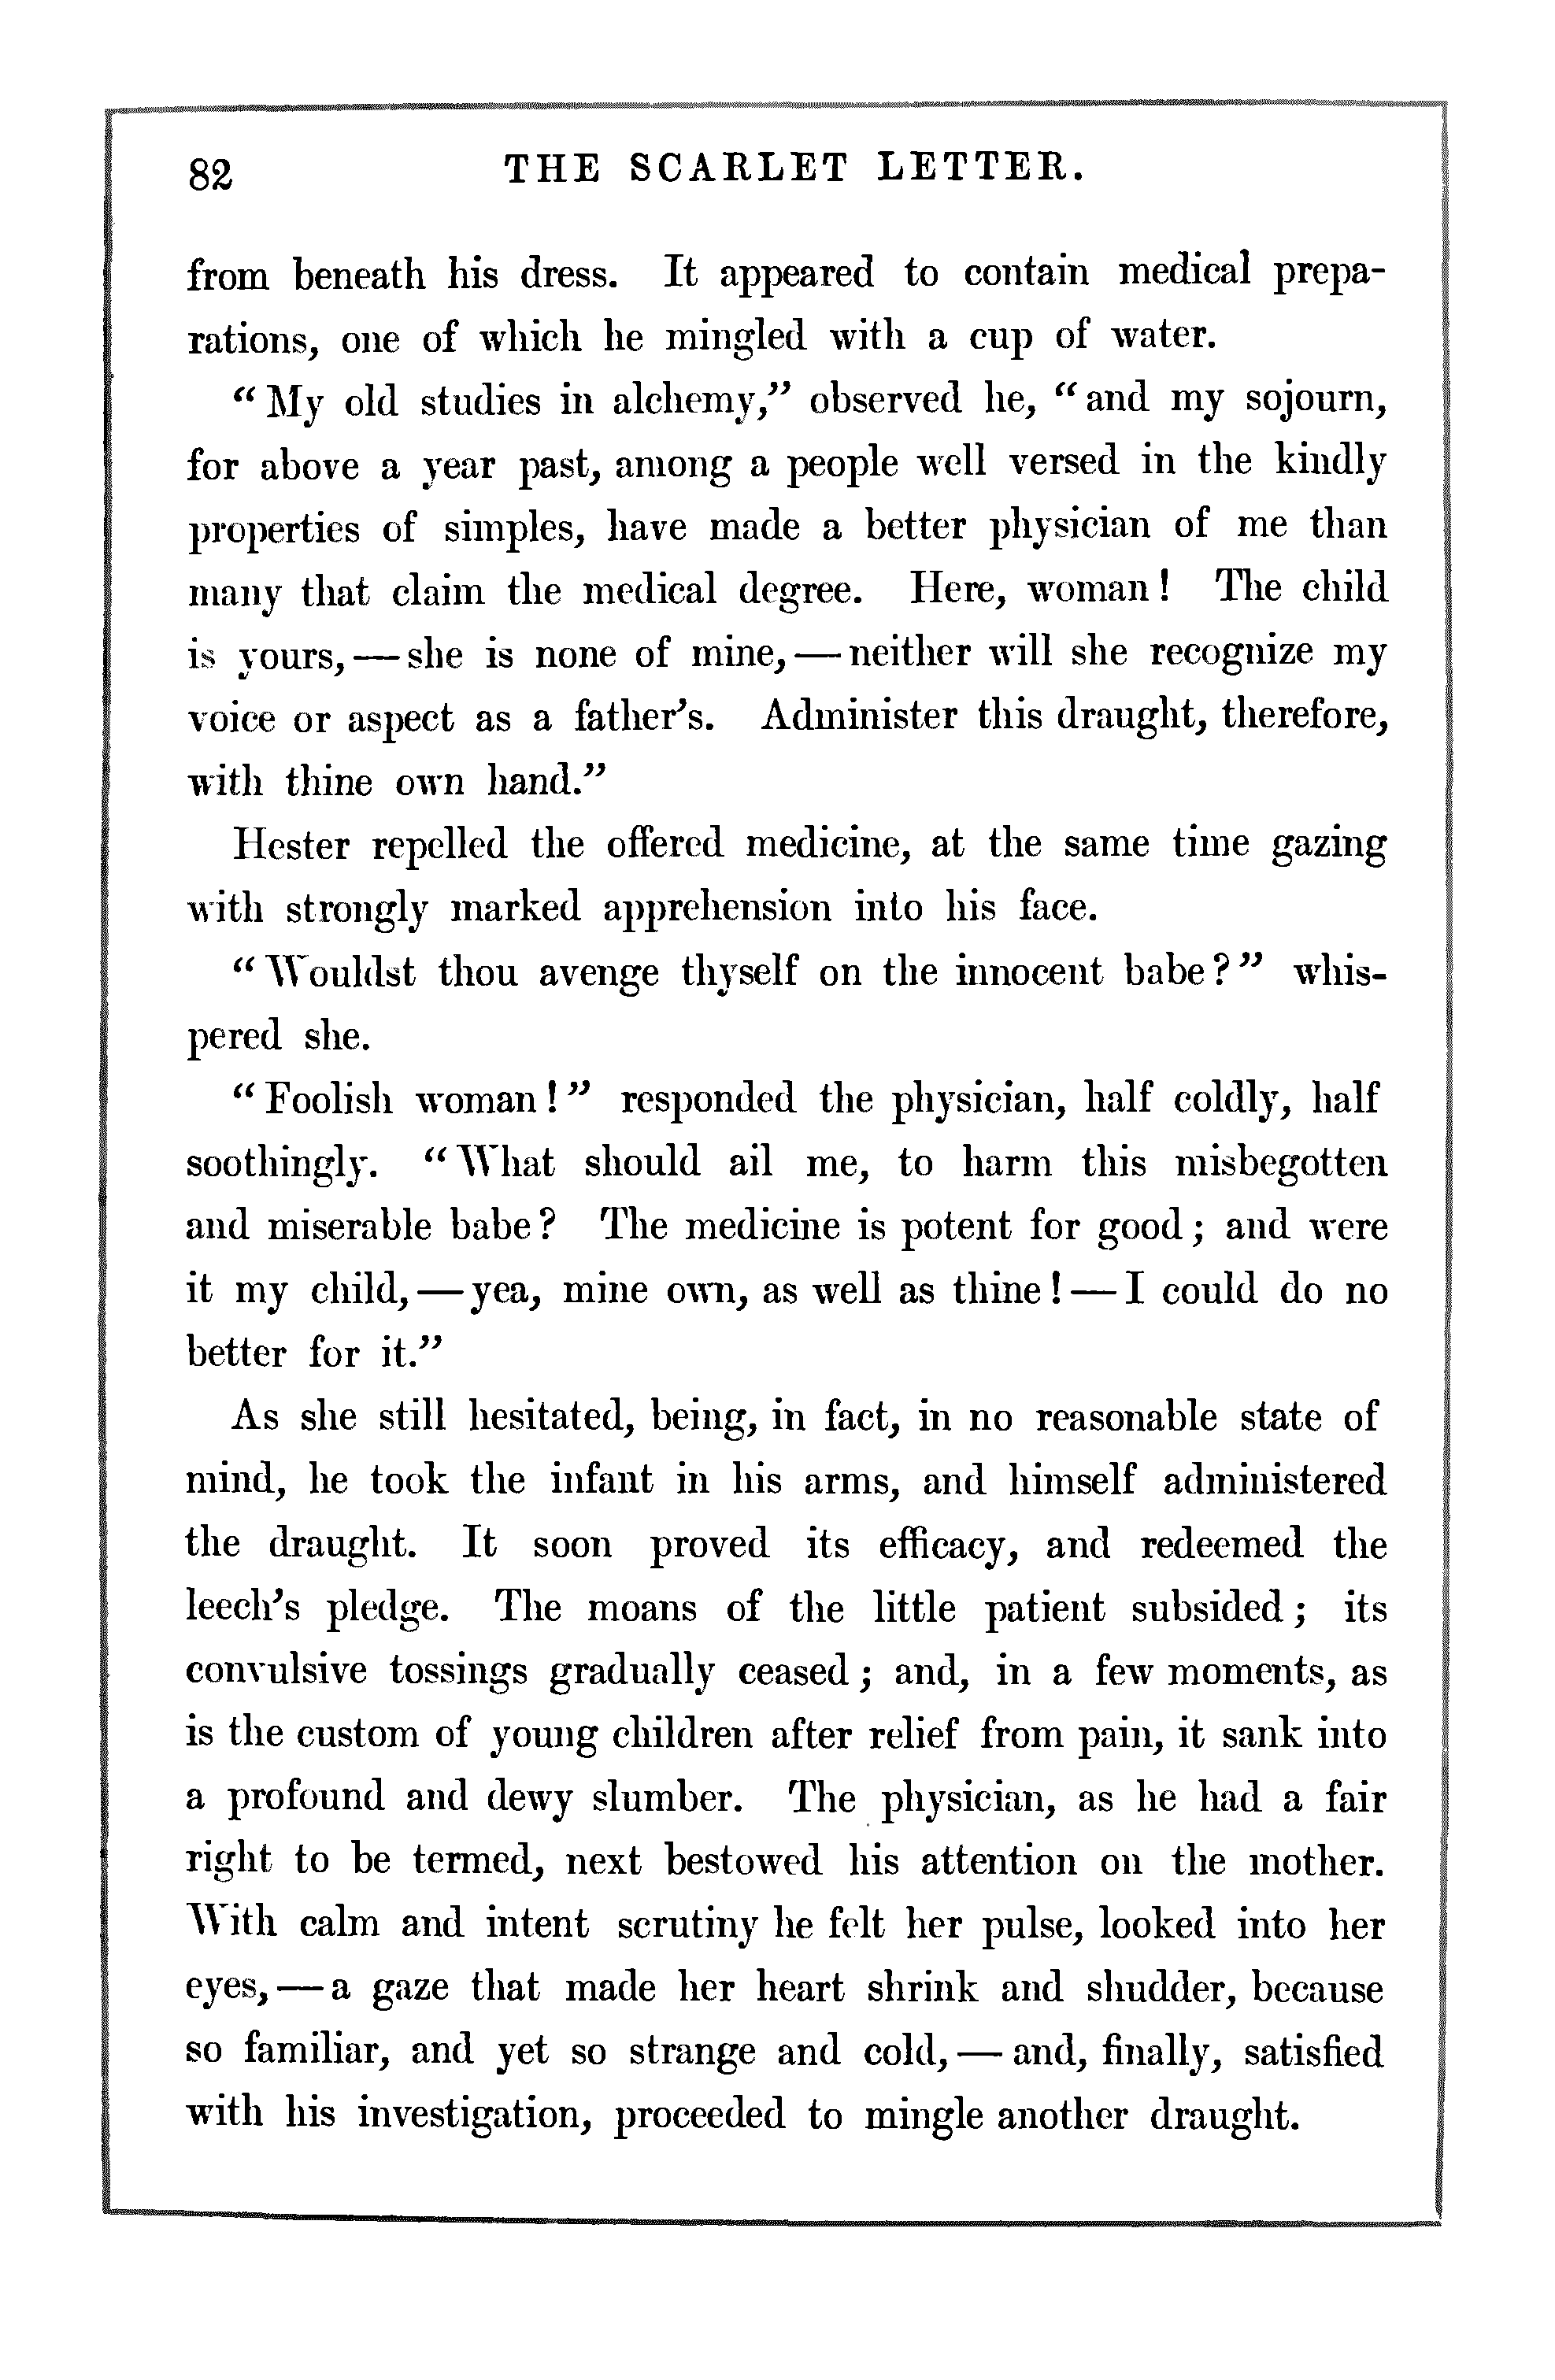 82 THE SCARLET LETTER.
from beneath his dress. It appeared to contain medical prepa-
rations, one of which he mingled with a cup of water.
“My old studies in alchemy,” observed he, “and my sojourn,
for above a year past, among a people well versed in the kindly
properties of simples, have made a better physician of me than
many that claim the medical degree. Here, woman! The child
is yours,—she is none of mine,—neither will she recognize my
voice or aspect as a father’s. Administer this draught, therefore,
with thine own hand.”
Hester repelled the offered medicine, at the same time gazing
with strongly marked apprehension into his face.
“Wouldst thou avenge thyself on the innocent babe?” whis-
pered she.
“Foolish woman!” responded the physician, half coldly, half
soothingly. “What should ail me, to harm this misbegotten
and miserable babe? The medicine is potent for good; and were
it my child,—yea, mine own, as well as thine!—I could do no
better for it.”
As she still hesitated, being, in fact, in no reasonable state of
mind, he took the infant in his arms, and himself administered
the draught. It soon proved its efficacy, and redeemed the
leech’s pledge. The moans of the little patient subsided; its
convulsive tossings gradually ceased; and, in a few moments, as
is the custom of young children after relief from pain, it sank into
a profound and dewy slumber. The physician, as he had a fair
right to be termed, next bestowed his attention on the mother.
With calm and intent scrutiny he felt her pulse, looked into her
eyes,—a gaze that made her heart shrink and shudder, because
so familiar, and yet so strange and cold,—and, finally, satisfied
with his investigation, proceeded to mingle another draught.